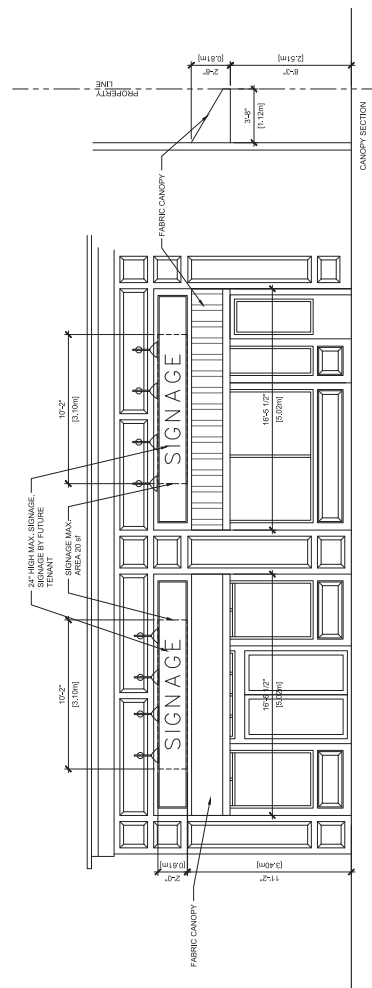 24" HIGH MAX. SIGNAGE,
SIGNAGE BY FUTURE
TENANT
SIGNAGE MAX.
AREA 20 sf
10'-2"
[3.10m]
10'-2"
[3.10m]
SIGNAGE
SIGNAGE
FABRIC CANOPY
FABRIC CANOPY
2'-0"
[0.61m]
11'-2"
[3.40m]
16'-5 1/2"
[5.02m]
16'-5 1/2"
[5.02m]
PROPERTY
LINE
2'-8"
[0.81m]
8'-3"
[2.51m]
3'-8"
[1.12m]
CANOPY SECTION